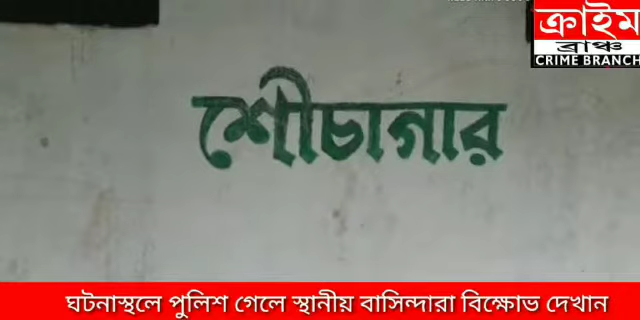 ক্রাইম
ব্রাঞ্চ
CRIME BRANCH
শৌচাগার
ঘটনাস্থলে পুলিশ গেলে স্থানীয় বাসিন্দারা বিক্ষোভ দেখান